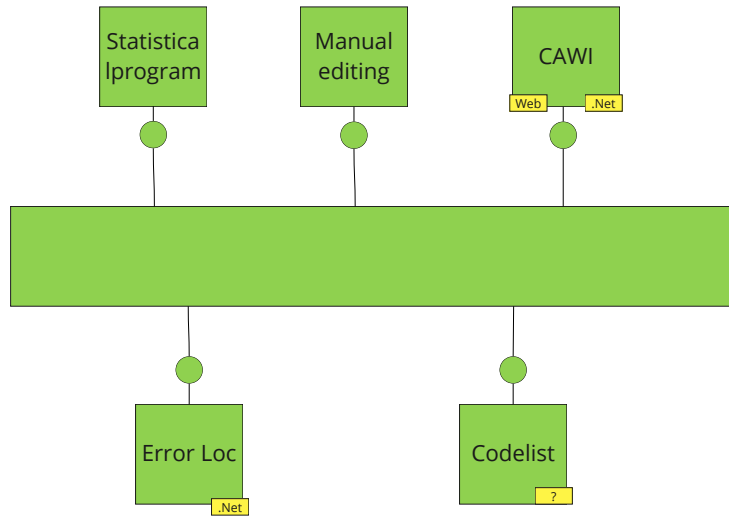 Statistica
lprogram
Manual
editing
CAWI
Web
.Net
Error Loc
.Net
Codelist
?